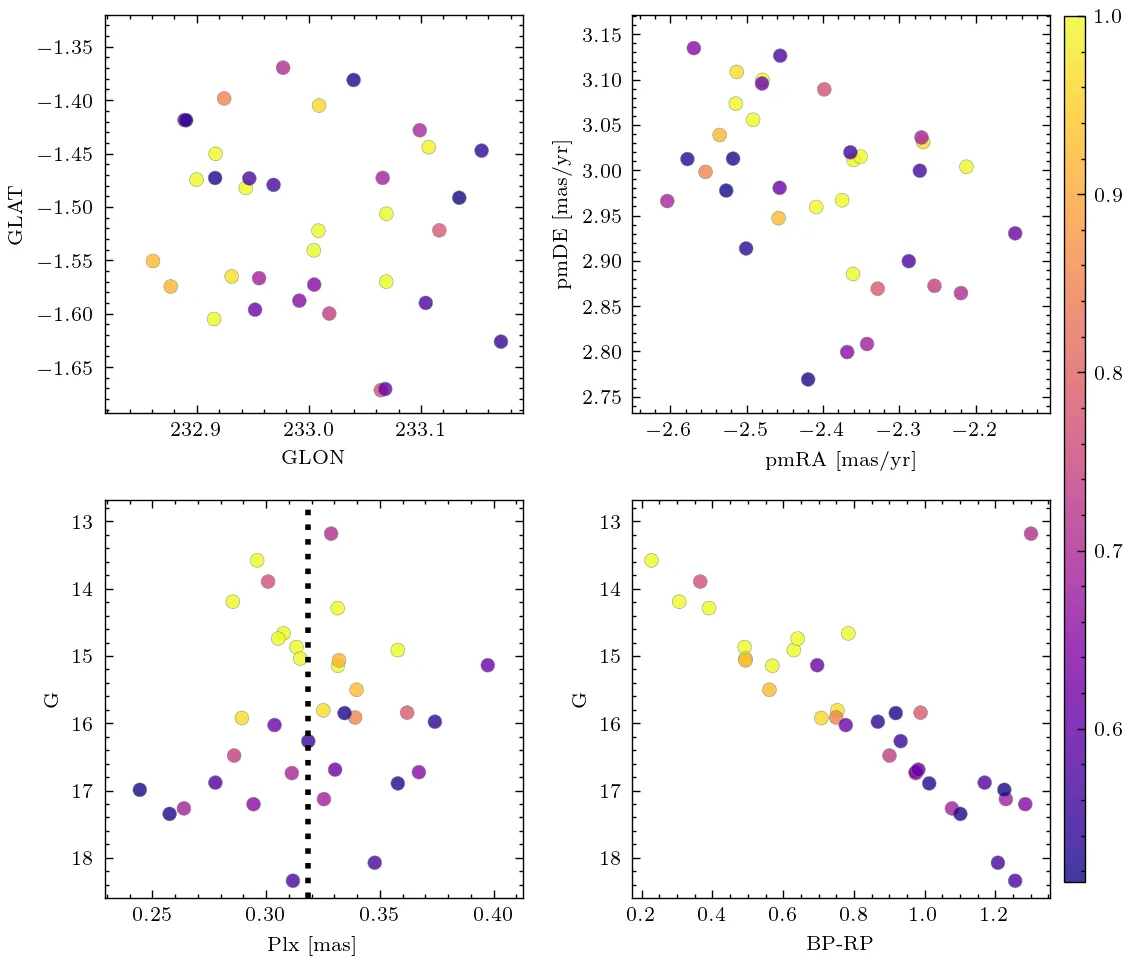 −1.35
−1.40
−1.45
−1.50
−1.55
−1.60
−1.65
GLAT
232.9 233.0 233.1
GLON
3.15
3.10
3.05
3.00
2.95
2.90
2.85
2.80
2.75
pmDE [mas/yr]
−2.6 −2.5 −2.4 −2.3 −2.2
pmRA [mas/yr]
1.0
0.9
0.8
0.7
0.6
13
14
15
16
17
18
G
0.25 0.30 0.35 0.40
Plx [mas]
13
14
15
16
17
18
G
0.2 0.4 0.6 0.8 1.0 1.2
BP-RP